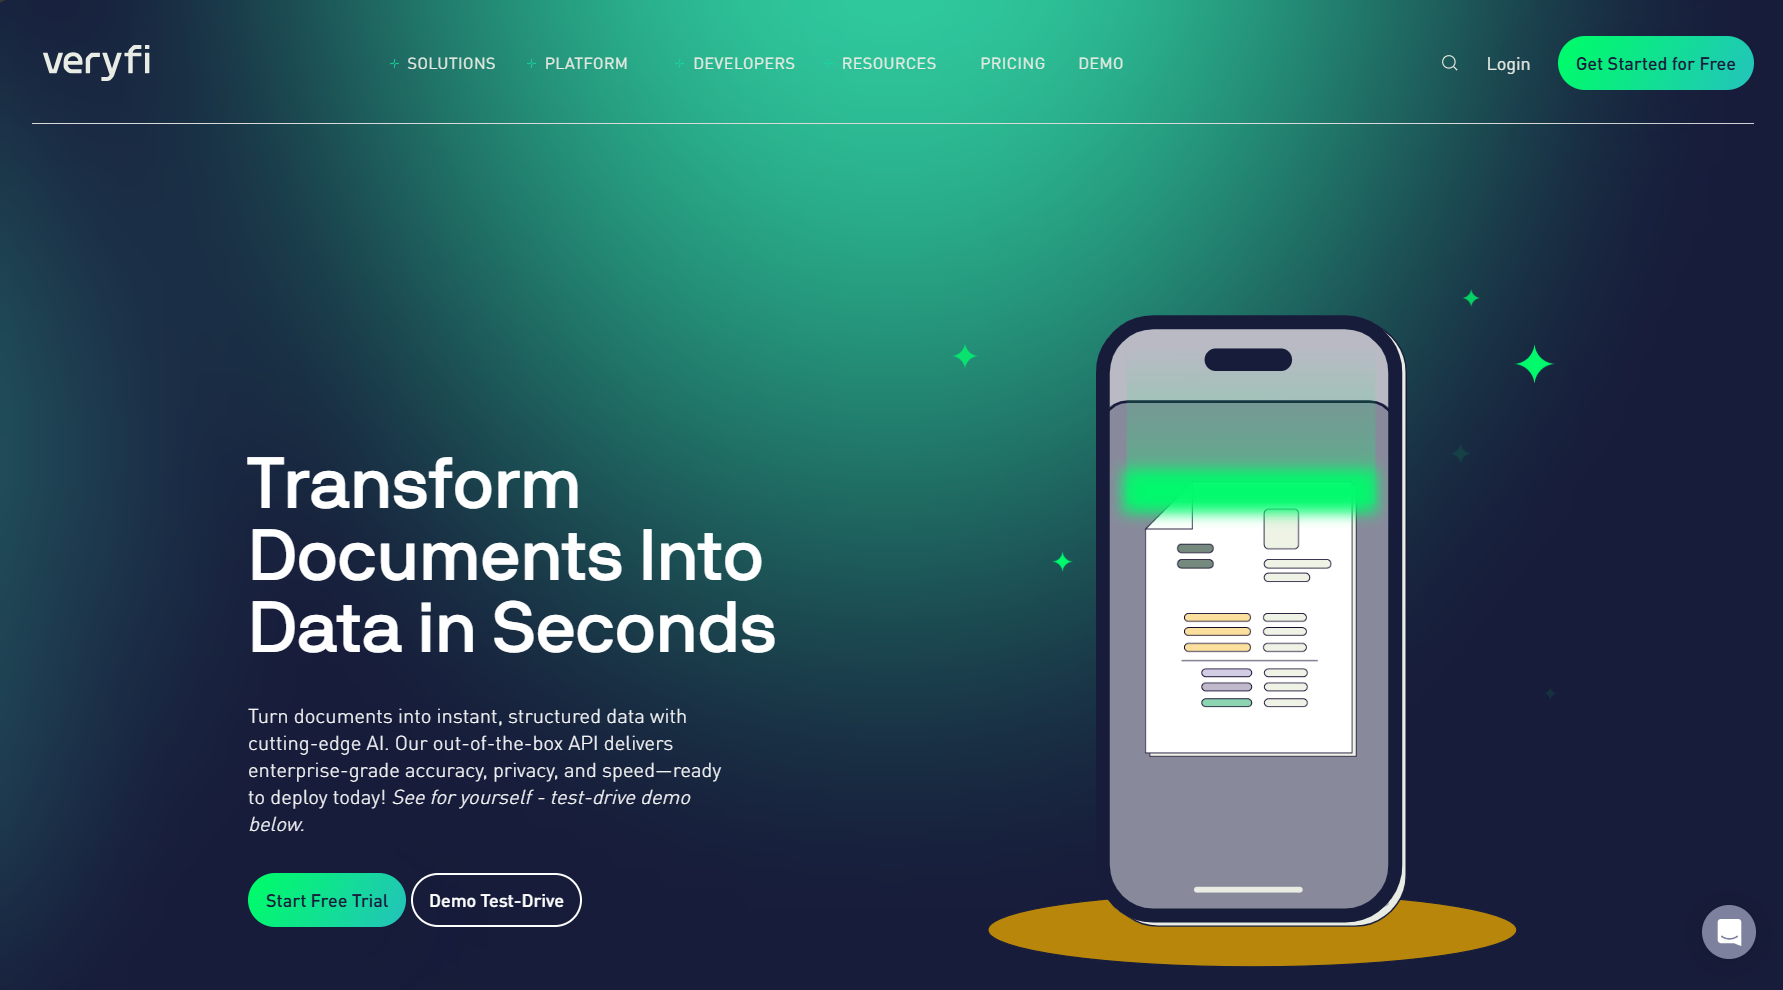 veryfi
SOLUTIONS PLATFORM DEVELOPERS RESOURCES PRICING DEMO Login Get Started for Free
Transform
Documents Into
Data in Seconds
Turn documents into instant, structured data with
cutting-edge AI. Our out-of-the-box API delivers
enterprise-grade accuracy, privacy, and speed—ready
to deploy today! See for yourself - test-drive demo
below.
Start Free Trial Demo Test-Drive